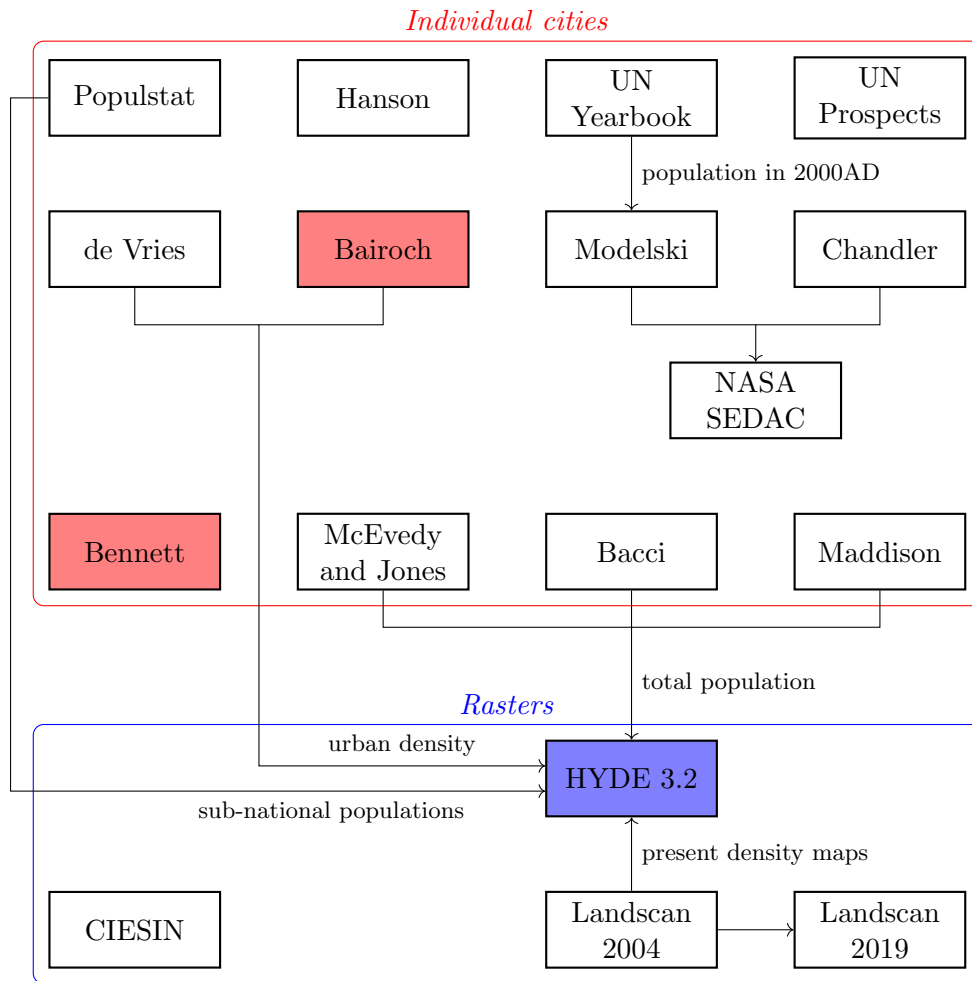 Individual cities
Populstat
Hanson
UN
Yearbook
UN
Prospects
population in 2000AD
de Vries
Bairoch
Modelski
Chandler
NASA
SEDAC
Bennett
McEvedy
and Jones
Bacci
Maddison
total population
Rasters
urban density
HYDE 3.2
sub-national populations
present density maps
CIESIN
Landscan
2004
Landscan
2019